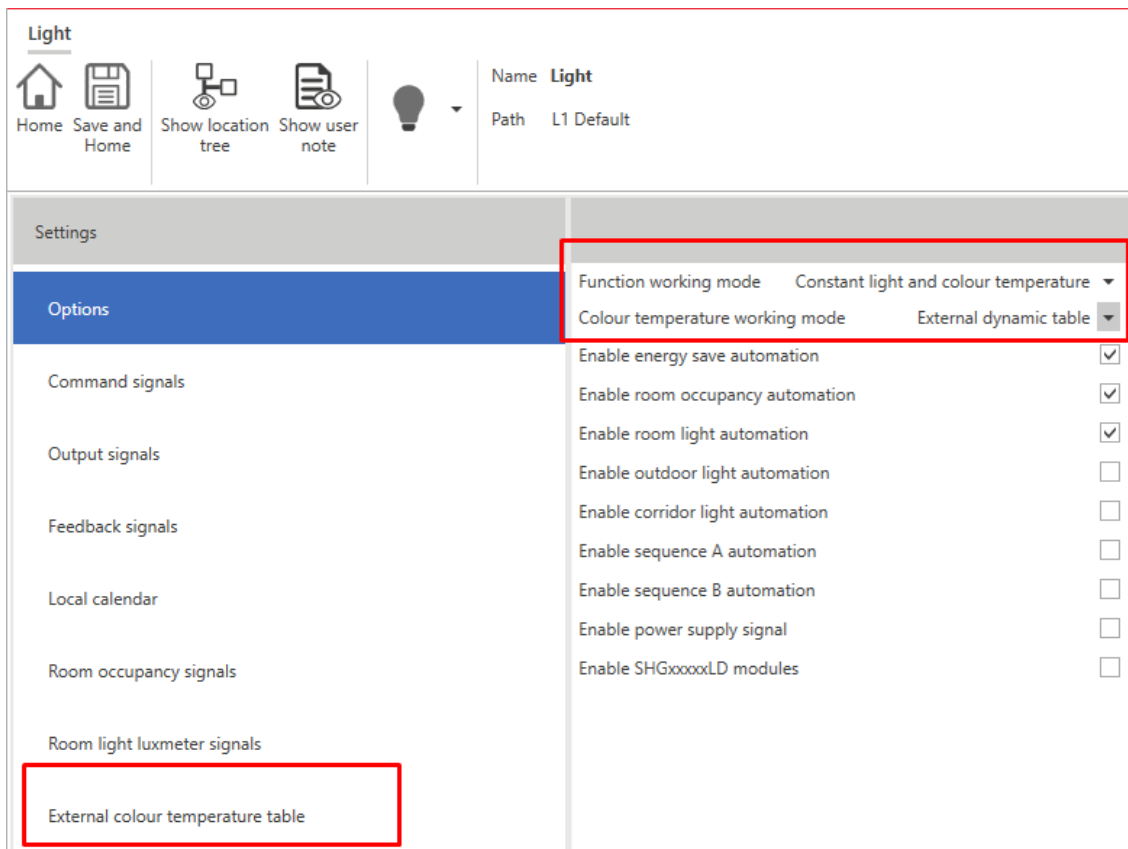 Light
Home
Save and
Home
Show location
tree
Show user
note
Name Light
Path L1 Default
Settings
Options
Command signals
Output signals
Feedback signals
Local calendar
Room occupancy signals
Room light luxmeter signals
External colour temperature table
Function working mode Constant light and colour temperature
Colour temperature working mode External dynamic table
Enable energy save automation
Enable room occupancy automation
Enable room light automation
Enable outdoor light automation
Enable corridor light automation
Enable sequence A automation
Enable sequence B automation
Enable power supply signal
Enable SHGxxxxxLD modules